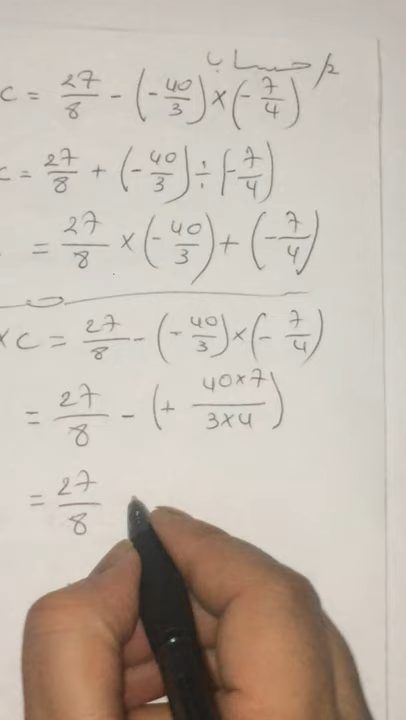 حساب
C = 27/8 - (-40/3) × (-7/4)
C = 27/8 + (-40/3) ÷ (-7/4)
= 27/8 × (-40/3) + (-7/4)
× C = 27/8 - (-40/3) × (-7/4)
= 27/8 - (+ 40×7/3×4)
= 27/8